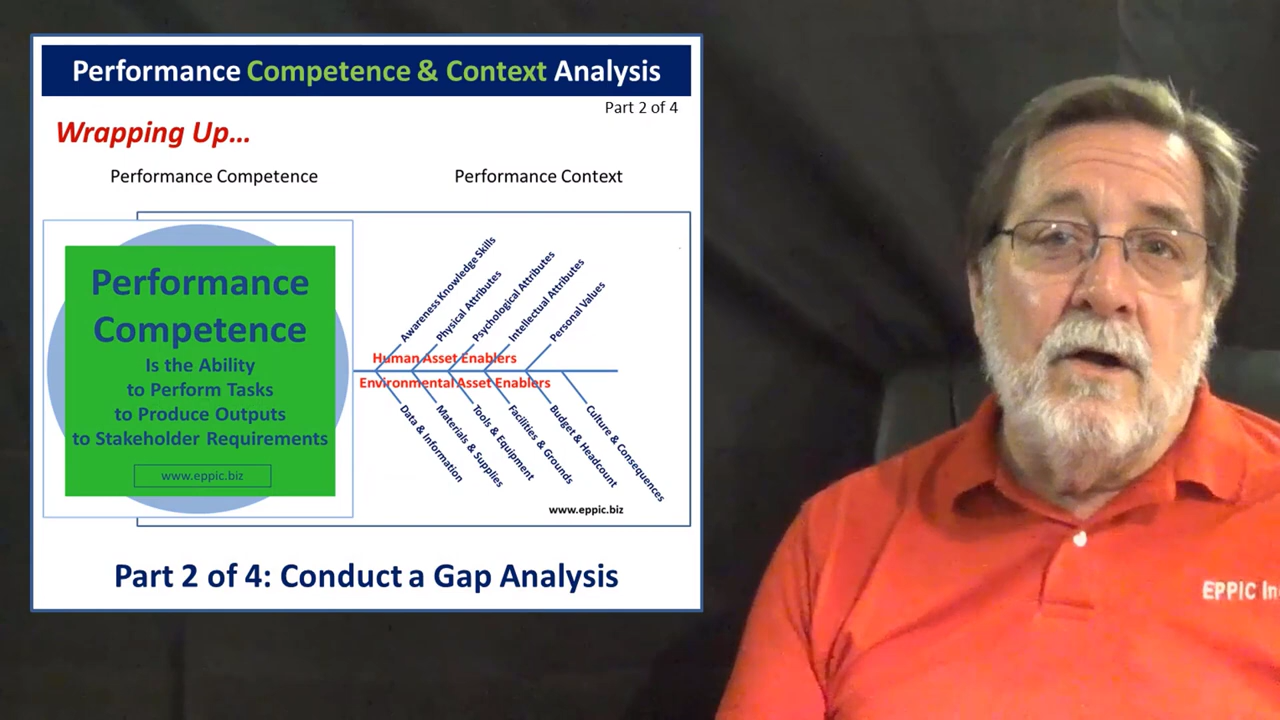 Performance Competence & Context Analysis
Part 2 of 4
Wrapping Up...
Performance Competence
Performance Context
Performance
Competence
Is the Ability
to Perform Tasks
to Produce Outputs
to Stakeholder Requirements
www.eppic.biz
Awareness Knowledge Skills
Physical Attributes
Psychological Attributes
Intellectual Attributes
Personal Values
Human Asset Enablers
Environmental Asset Enablers
Data & Information
Materials & Supplies
Tools & Equipment
Facilities & Grounds
Budget & Headcount
Culture & Consequences
www.eppic.biz
Part 2 of 4: Conduct a Gap Analysis
EPPIC In